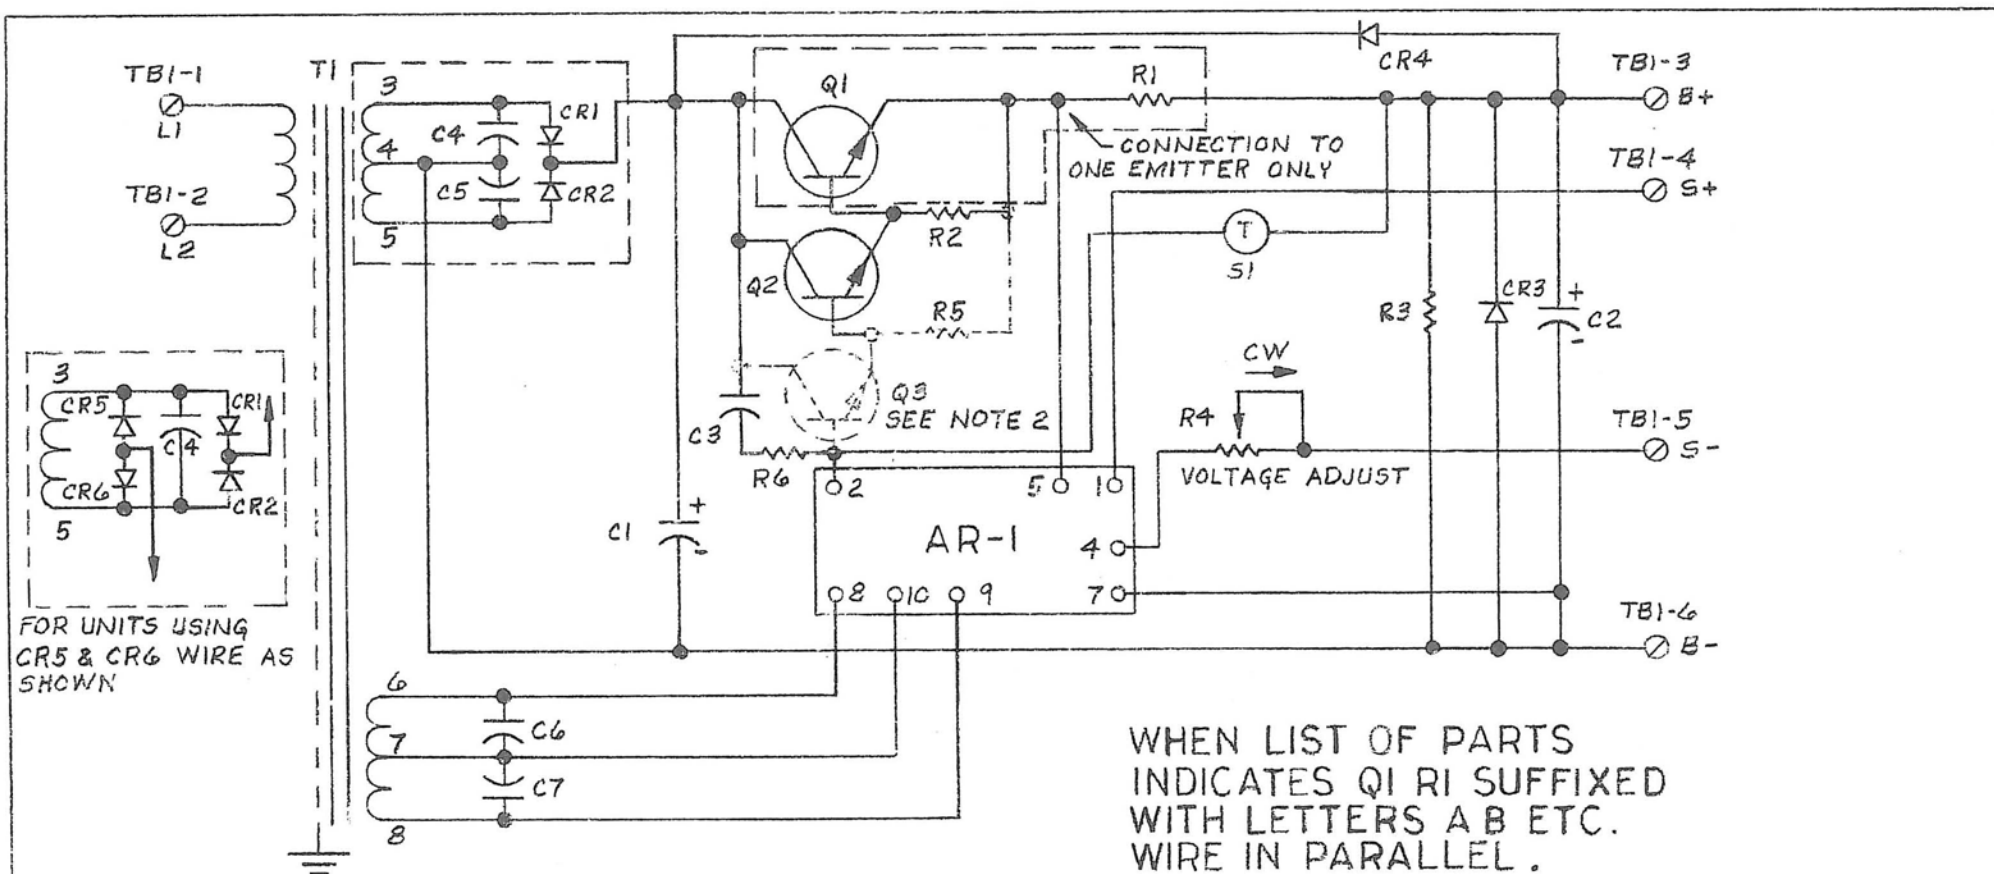 TB1-1
L1
TB1-2
L2
T1
3
4
5
C4
C5
CR1
CR2
Q1
R1
CR4
TB1-3
B+
CONNECTION TO
ONE EMITTER ONLY
TB1-4
S+
R2
T
S1
Q2
R5
R3
CR3
+
C2
-
CW
R4
VOLTAGE ADJUST
TB1-5
S-
Q3
SEE NOTE 2
C3
R6
C1
+
-
2
5
1
AR-1
4
7
8
10
9
TB1-6
B-
3
CR5
C4
CR1
CR6
CR2
5
FOR UNITS USING
CR5 & CR6 WIRE AS
SHOWN
6
7
8
C6
C7
WHEN LIST OF PARTS
INDICATES Q1 R1 SUFFIXED
WITH LETTERS A B ETC.
WIRE IN PARALLEL.